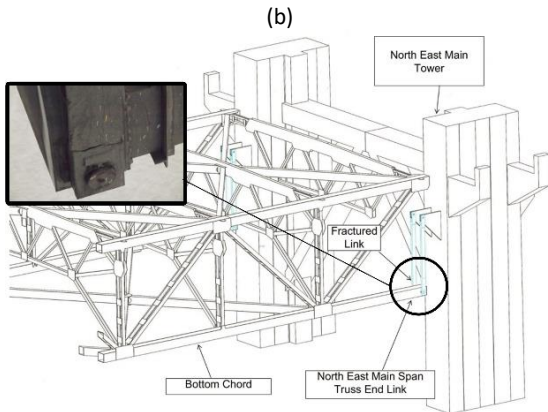 (b)
North East Main
Tower
Fractured
Link
Bottom Chord
North East Main Span
Truss End Link